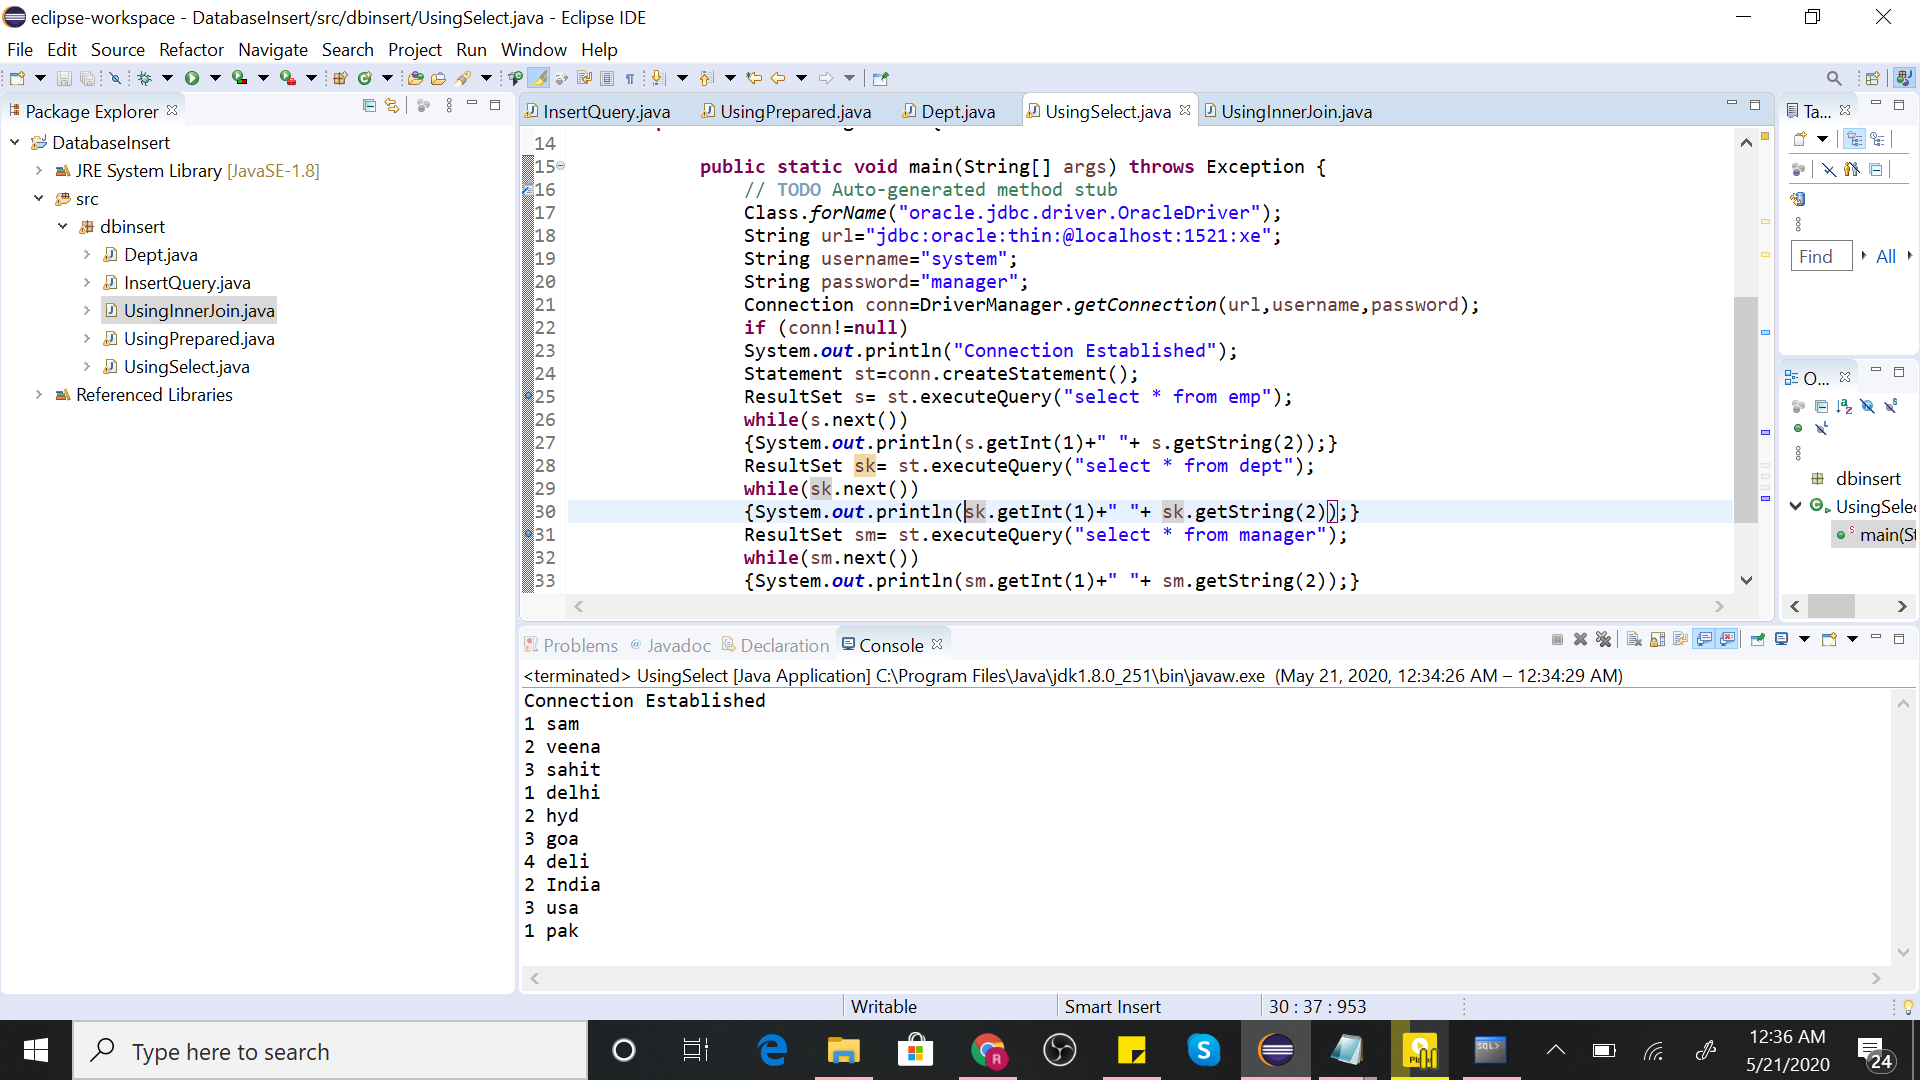 eclipse-workspace - DatabaseInsert/src/dbinsert/UsingSelect.java - Eclipse IDE
File Edit Source Refactor Navigate Search Project Run Window Help
Package Explorer
DatabaseInsert
JRE System Library [JavaSE-1.8]
src
dbinsert
Dept.java
InsertQuery.java
UsingInnerJoin.java
UsingPrepared.java
UsingSelect.java
Referenced Libraries
InsertQuery.java UsingPrepared.java Dept.java UsingSelect.java UsingInnerJoin.java
14
15 public static void main(String[] args) throws Exception {
16 // TODO Auto-generated method stub
17 Class.forName("oracle.jdbc.driver.OracleDriver");
18 String url="jdbc:oracle:thin:@localhost:1521:xe";
19 String username="system";
20 String password="manager";
21 Connection conn=DriverManager.getConnection(url,username,password);
22 if (conn!=null)
23 System.out.println("Connection Established");
24 Statement st=conn.createStatement();
25 ResultSet s= st.executeQuery("select * from emp");
26 while(s.next())
27 {System.out.println(s.getInt(1)+" "+ s.getString(2));}
28 ResultSet sk= st.executeQuery("select * from dept");
29 while(sk.next())
30 {System.out.println(sk.getInt(1)+" "+ sk.getString(2));}
31 ResultSet sm= st.executeQuery("select * from manager");
32 while(sm.next())
33 {System.out.println(sm.getInt(1)+" "+ sm.getString(2));}
Ta...
Find All
O...
dbinsert
UsingSelec
main(St
Problems Javadoc Declaration Console
<terminated> UsingSelect [Java Application] C:\Program Files\Java\jdk1.8.0_251\bin\javaw.exe (May 21, 2020, 12:34:26 AM – 12:34:29 AM)
Connection Established
1 sam
2 veena
3 sahit
1 delhi
2 hyd
3 goa
4 deli
2 India
3 usa
1 pak
Writable Smart Insert 30 : 37 : 953
Type here to search
12:36 AM
5/21/2020
24